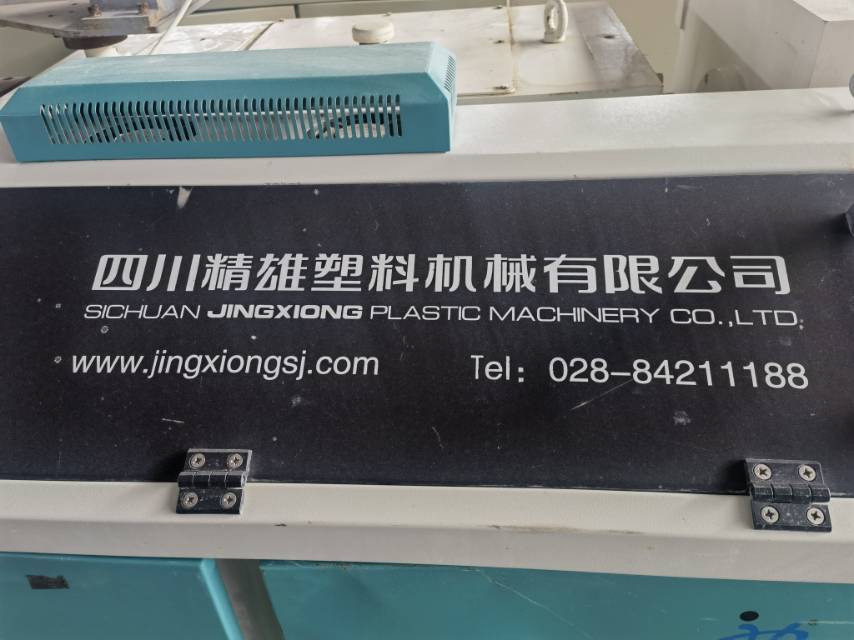 四川精雄塑料机械有限公司
SICHUAN JINGXIONG PLASTIC MACHINERY CO.,LTD.
www.jingxiongsj.com
Tel: 028-84211188